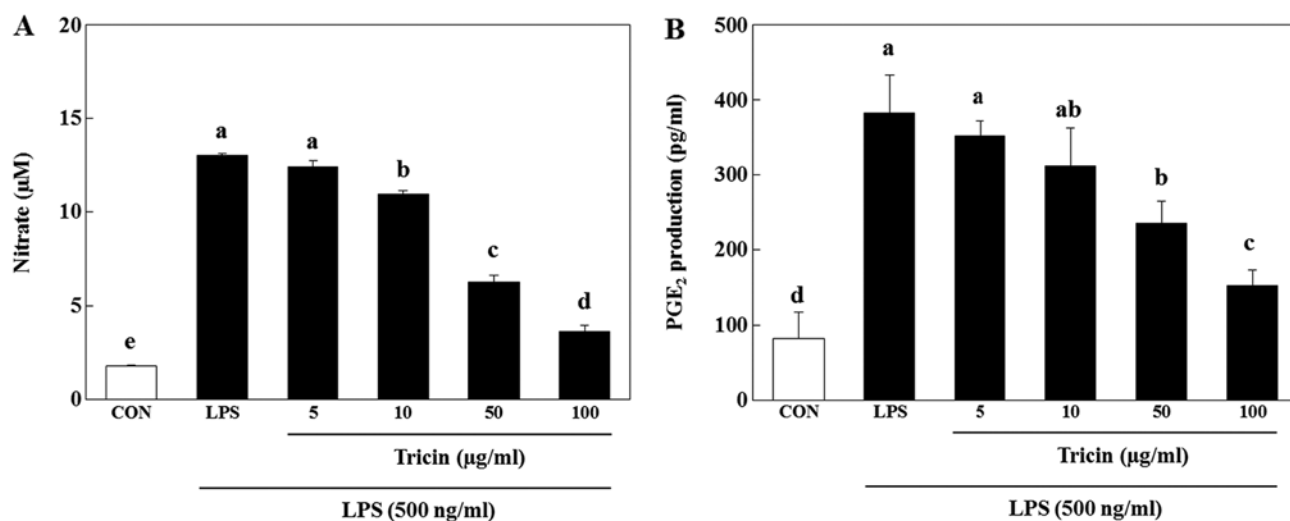 A
Nitrate (µM)
20
15
10
5
0
e
a
a
b
c
d
CON LPS 5 10 50 100
Tricin (µg/ml)
LPS (500 ng/ml)
B
PGE₂ production (pg/ml)
500
400
300
200
100
0
d
a
a
ab
b
c
CON LPS 5 10 50 100
Tricin (µg/ml)
LPS (500 ng/ml)